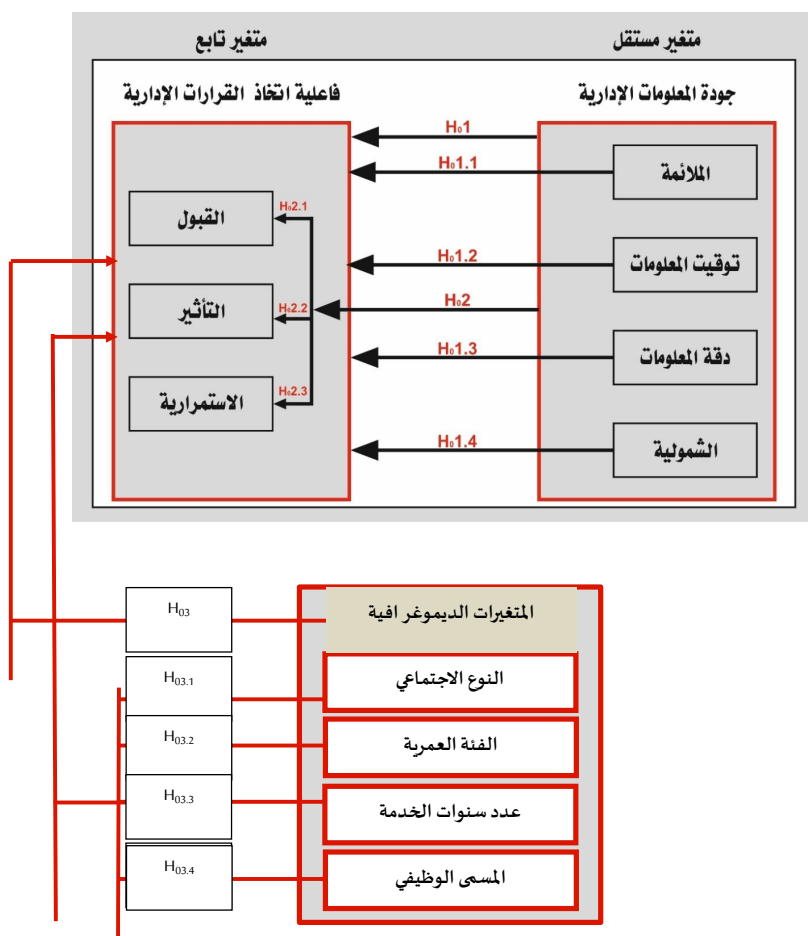 متغير مستقل
متغير تابع
جودة المعلومات الإدارية
فاعلية اتخاذ القرارات الإدارية
H₀1
H₀1.1
الملائمة
القبول
H₀2.1
H₀1.2
توقيت المعلومات
H₀2
التأثير
H₀2.2
H₀1.3
دقة المعلومات
الاستمرارية
H₀2.3
H₀1.4
الشمولية
المتغيرات الديموغرافية
H₀₃
النوع الاجتماعي
H₀₃.₁
الفئة العمرية
H₀₃.₂
عدد سنوات الخدمة
H₀₃.₃
المسمى الوظيفي
H₀₃.₄